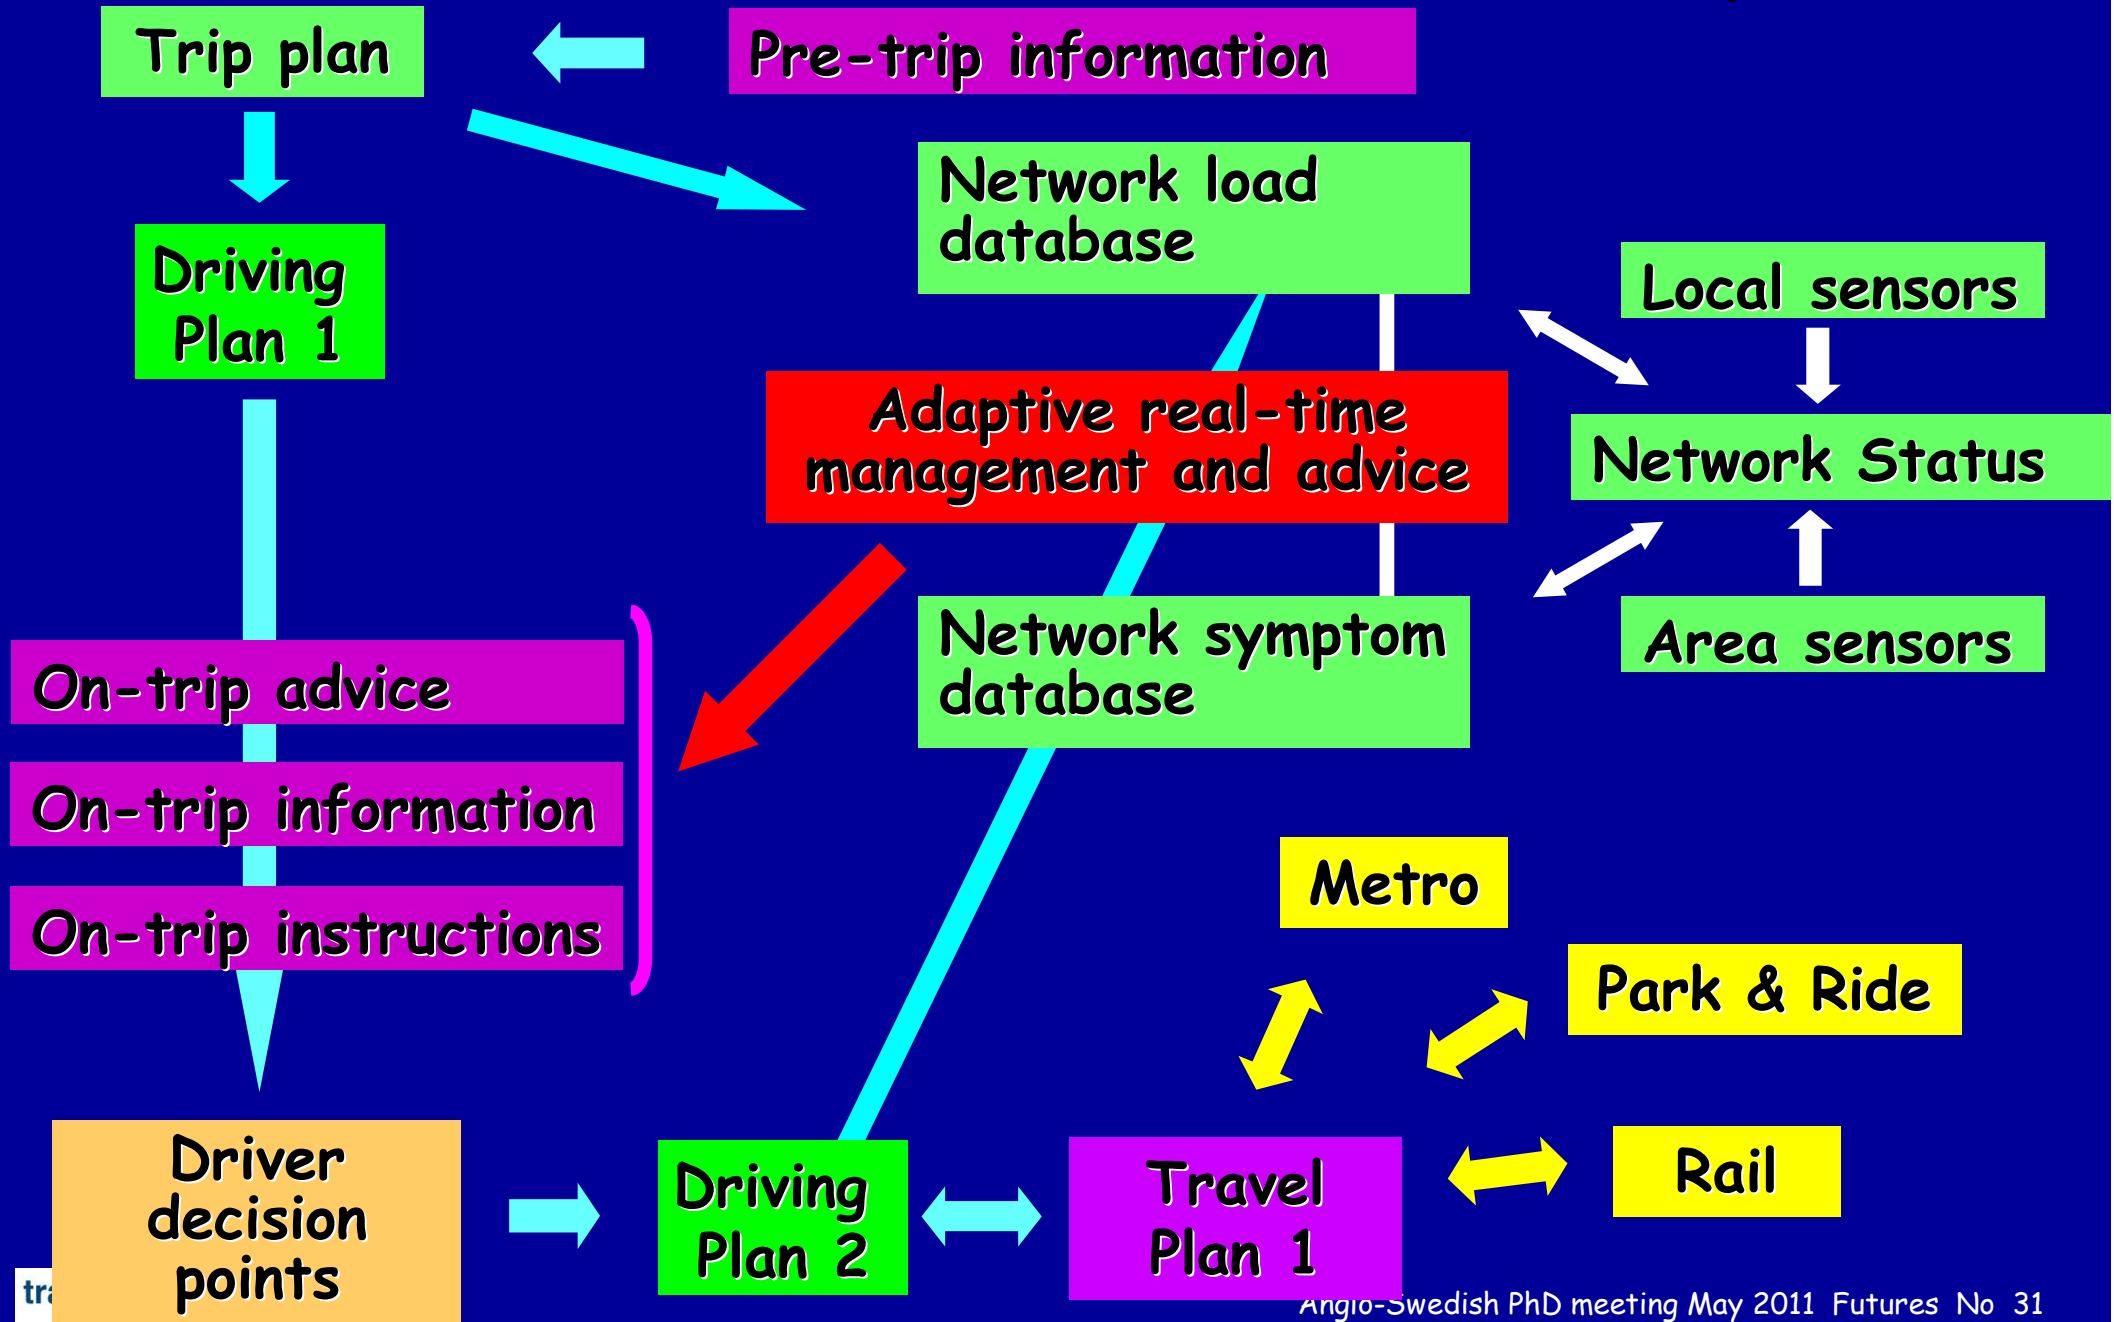 Trip plan
Pre-trip information
Network load
database
Driving
Plan 1
Local sensors
Adaptive real-time
management and advice
Network Status
Network symptom
database
Area sensors
On-trip advice
On-trip information
On-trip instructions
Metro
Park & Ride
Rail
Driver
decision
points
Driving
Plan 2
Travel
Plan 1
Anglo-Swedish PhD meeting May 2011 Futures No 31